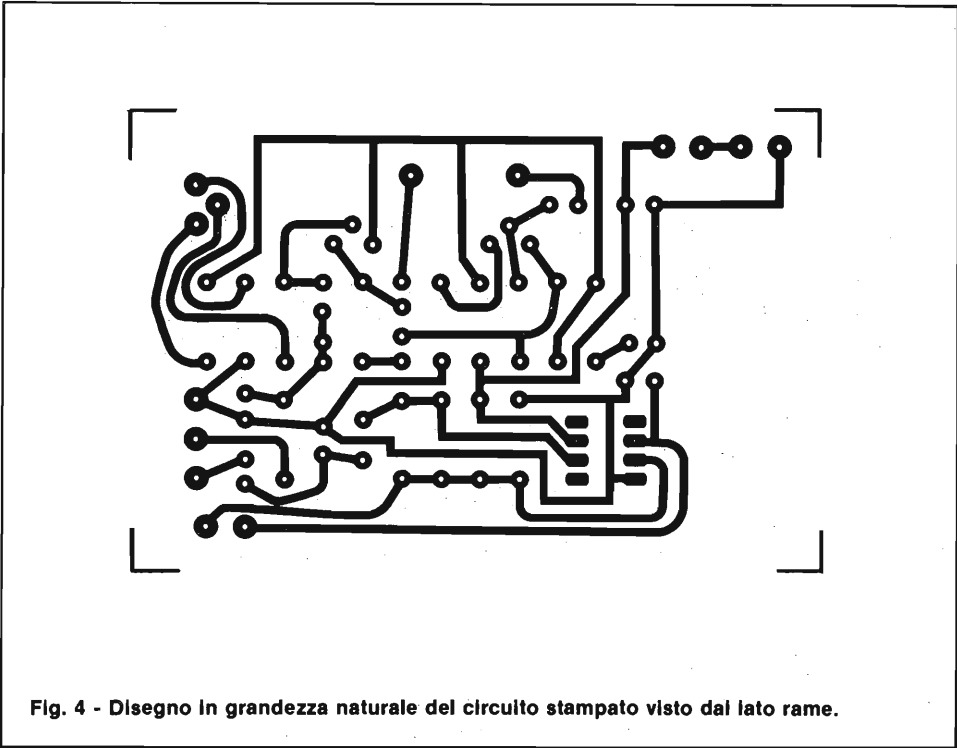 Fig. 4 - Disegno in grandezza naturale del circuito stampato visto dal lato rame.